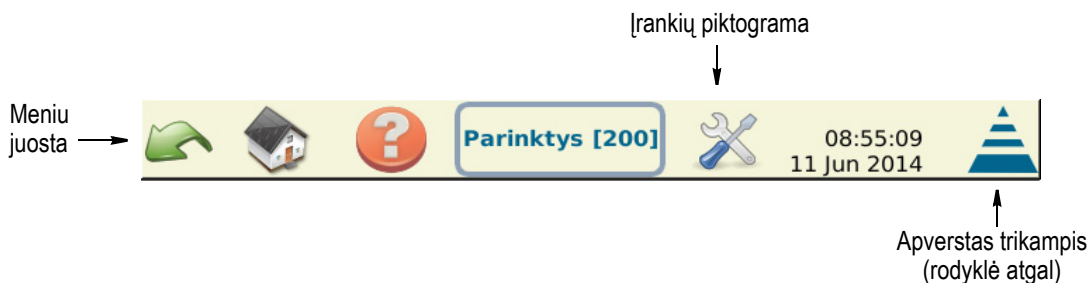 Įrankių piktograma
Meniu
juosta
?
Parinktys [200]
08:55:09
11 Jun 2014
Apverstas trikampis
(rodyklė atgal)